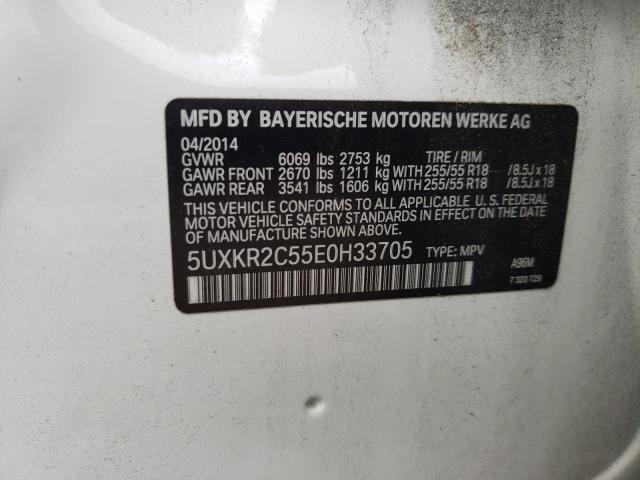 MFD BY BAYERISCHE MOTOREN WERKE AG
04/2014
GVWR 6069 lbs 2753 kg TIRE / RIM
GAWR FRONT 2670 lbs 1211 kg WITH 255/55 R18 /8.5J x 18
GAWR REAR 3541 lbs 1606 kg WITH 255/55 R18 /8.5J x 18
THIS VEHICLE CONFORMS TO ALL APPLICABLE U.S. FEDERAL
MOTOR VEHICLE SAFETY STANDARDS IN EFFECT ON THE DATE
OF MANUFACTURE SHOWN ABOVE.
5UXKR2C55E0H33705 TYPE: MPV A96M
7 320 729